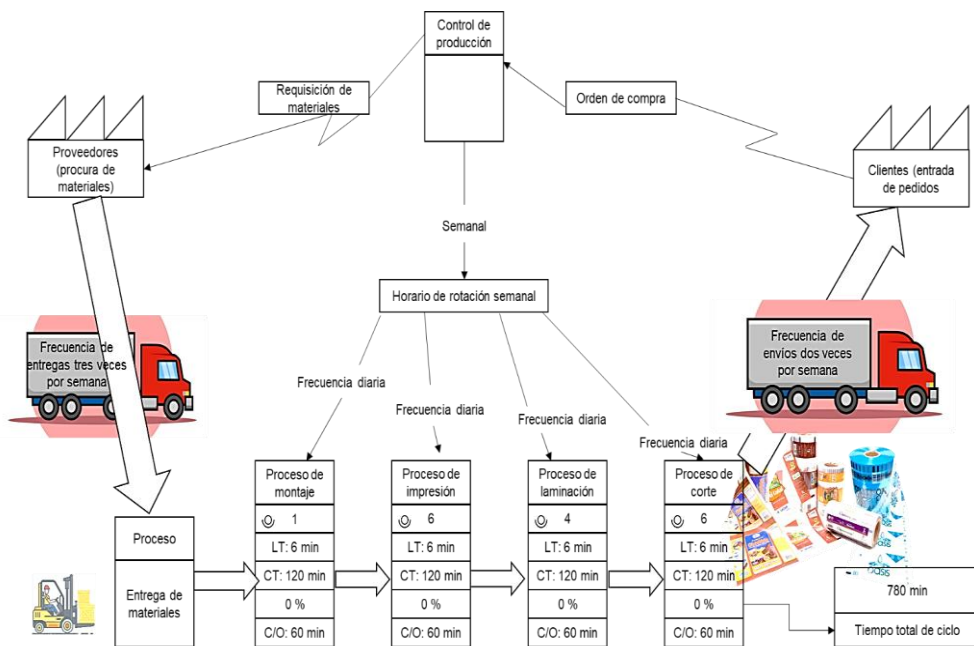 Control de
producción
Requisición de
materiales
Orden de compra
Proveedores
(procura de
materiales)
Clientes (entrada
de pedidos
Semanal
Horario de rotación semanal
Frecuencia de
entregas tres veces
por semana
Frecuencia de
envíos dos veces
por semana
Frecuencia diaria
Frecuencia diaria
Frecuencia diaria
Frecuencia diaria
Proceso
Entrega de
materiales
Proceso de
montaje
1
LT: 6 min
CT: 120 min
0 %
C/O: 60 min
Proceso de
impresión
6
LT: 6 min
CT: 120 min
0 %
C/O: 60 min
Proceso de
laminación
4
LT: 6 min
CT: 120 min
0 %
C/O: 60 min
Proceso de
corte
6
LT: 6 min
CT: 120 min
0 %
C/O: 60 min
780 min
Tiempo total de ciclo